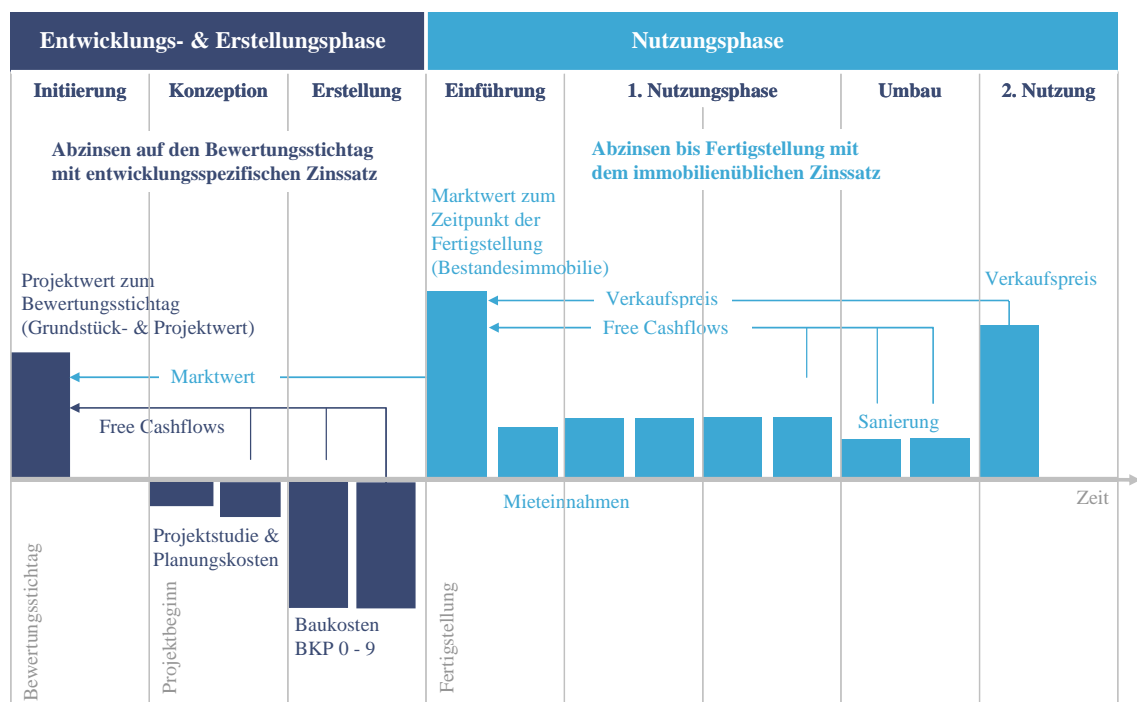 Entwicklungs- & Erstellungsphase
Nutzungsphase
Initiierung
Konzeption
Erstellung
Einführung
1. Nutzungsphase
Umbau
2. Nutzung
Abzinsen auf den Bewertungsstichtag
mit entwicklungsspezifischen Zinssatz
Abzinsen bis Fertigstellung mit
dem immobilienüblichen Zinssatz
Marktwert zum
Zeitpunkt der
Fertigstellung
(Bestandesimmobilie)
Projektwert zum
Bewertungsstichtag
(Grundstück- & Projektwert)
Verkaufspreis
Verkaufspreis
Free Cashflows
Marktwert
Free Cashflows
Sanierung
Mieteinnahmen
Zeit
Projektstudie &
Planungskosten
Baukosten
BKP 0 - 9
Bewertungsstichtag
Projektbeginn
Fertigstellung